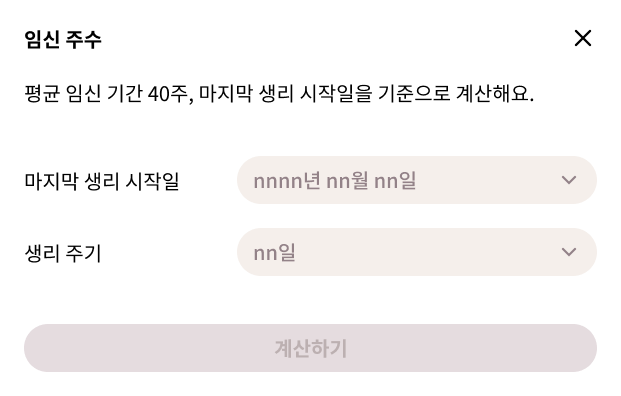 임신 주수
평균 임신 기간 40주, 마지막 생리 시작일을 기준으로 계산해요.
마지막 생리 시작일
nnnn년 nn월 nn일
생리 주기
nn일
계산하기